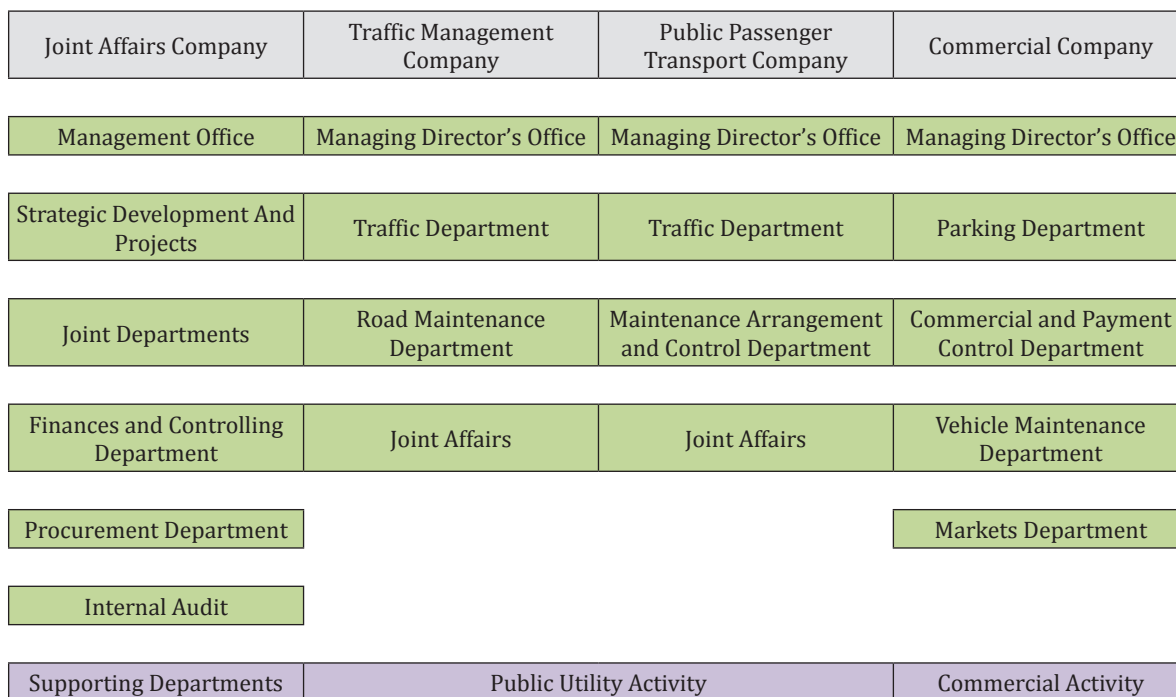 Joint Affairs Company
Traffic Management
Company
Public Passenger
Transport Company
Commercial Company
Management Office
Managing Director's Office
Managing Director's Office
Managing Director's Office
Strategic Development And
Projects
Traffic Department
Traffic Department
Parking Department
Joint Departments
Road Maintenance
Department
Maintenance Arrangement
and Control Department
Commercial and Payment
Control Department
Finances and Controlling
Department
Joint Affairs
Joint Affairs
Vehicle Maintenance
Department
Procurement Department
Markets Department
Internal Audit
Supporting Departments
Public Utility Activity
Commercial Activity